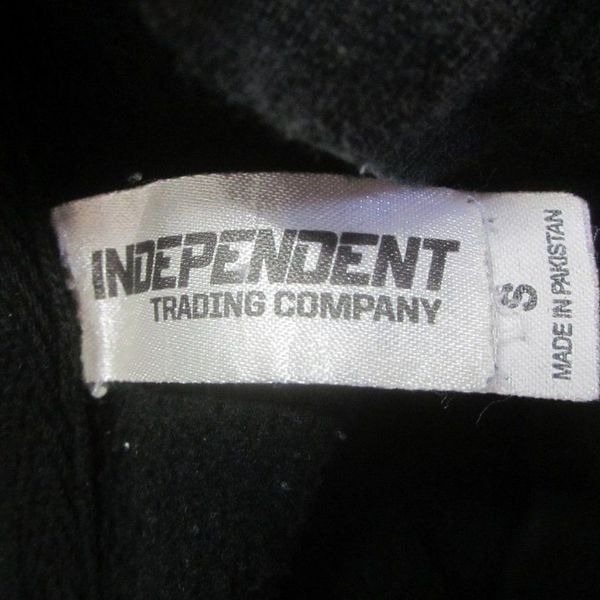 INDEPENDENT
TRADING COMPANY
S
MADE IN PAKISTAN